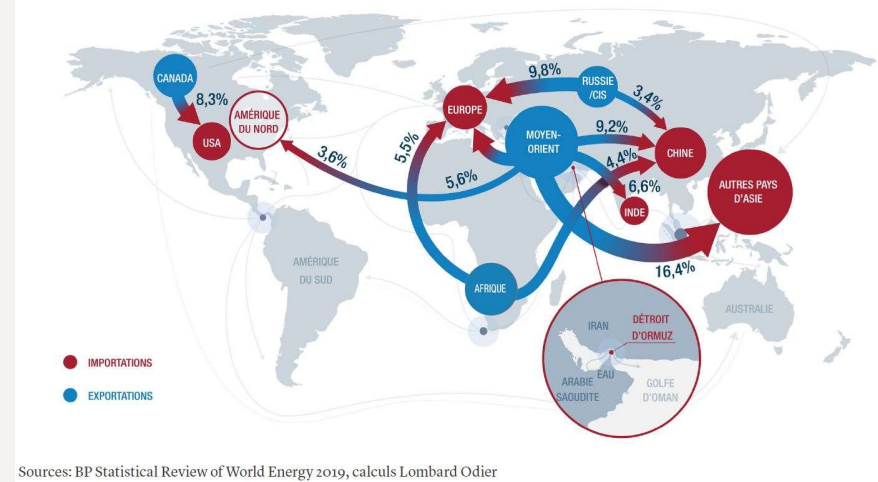 CANADA
8,3%
USA
AMÉRIQUE
DU NORD
3,6%
5,6%
5,5%
EUROPE
9,8%
RUSSIE
/CIS
3,4%
MOYEN-
ORIENT
9,2%
4,4%
CHINE
6,6%
INDE
AUTRES PAYS
D'ASIE
16,4%
AFRIQUE
AMÉRIQUE
DU SUD
AUSTRALIE
IRAN
DÉTROIT
D'ORMUZ
EAU
ARABIE
SAOUDITE
GOLFE
D'OMAN
IMPORTATIONS
EXPORTATIONS
Sources: BP Statistical Review of World Energy 2019, calculs Lombard Odier